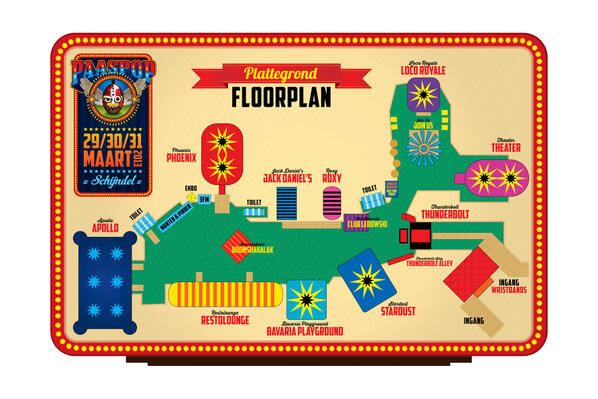 PAASPOP
29/30/31
MAART 2013
Schijndel
Plattegrond
FLOORPLAN
Loco Royale
LOCO ROYALE
JOIN US
Theater
THEATER
Phoenix
PHOENIX
Jack Daniel's
JACK DANIEL'S
Roxy
ROXY
EHBO
3FM
TOILET
TOILET
TOILET
MUNTEN & PINNEN
CLUB LEBOWSKI
Thunderbolt
THUNDERBOLT
Thunderbolt Alley
THUNDERBOLT ALLEY
Apollo
APOLLO
BOOMSHAKALAK
Restolounge
RESTOLOUNGE
Bavaria Playground
BAVARIA PLAYGROUND
Stardust
STARDUST
INGANG
WRISTBANDS
INGANG